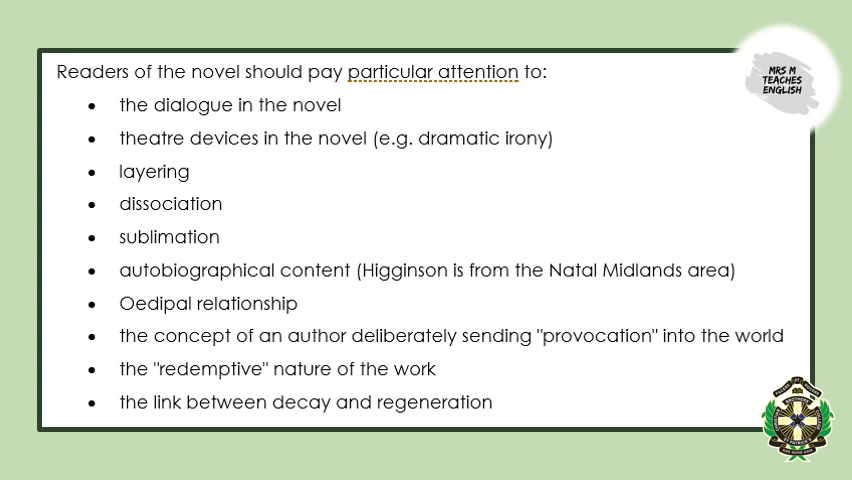 Readers of the novel should pay particular attention to:
• the dialogue in the novel
• theatre devices in the novel (e.g. dramatic irony)
• layering
• dissociation
• sublimation
• autobiographical content (Higginson is from the Natal Midlands area)
• Oedipal relationship
• the concept of an author deliberately sending "provocation" into the world
• the "redemptive" nature of the work
• the link between decay and regeneration
MRS M
TEACHES
ENGLISH